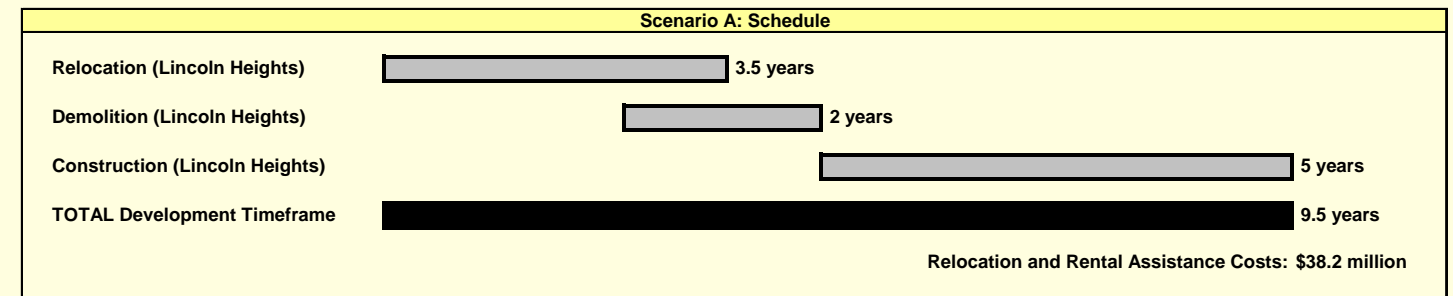 Scenario A: Schedule
Relocation (Lincoln Heights) 3.5 years
Demolition (Lincoln Heights) 2 years
Construction (Lincoln Heights) 5 years
TOTAL Development Timeframe 9.5 years
Relocation and Rental Assistance Costs: $38.2 million